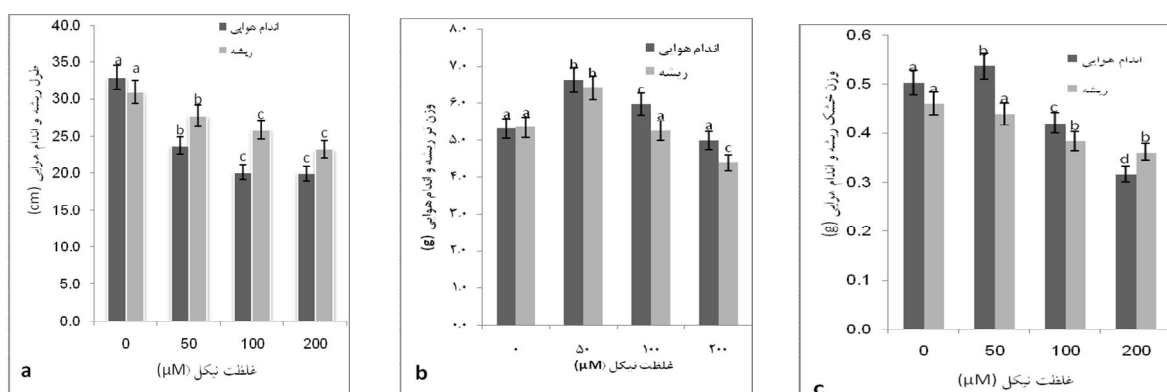 40.0
35.0
30.0
25.0
20.0
15.0
10.0
5.0
0.0
طول ریشه و اندام هوایی (cm)
اندام هوایی
ریشه
a
a
b
b
c
c
c
c
0 50 100 200
غلظت نیکل (µM)
a
۸.۰
۷.۰
۶.۰
۵.۰
۴.۰
۳.۰
۲.۰
۱.۰
۰.۰
وزن تر ریشه و اندام هوایی (g)
اندام هوایی
ریشه
a a
b b
c
a
a
c
۰ ۵۰ ۱۰۰ ۲۰۰
غلظت نیکل (µM)
b
0.6
0.5
0.4
0.3
0.2
0.1
0.0
وزن خشک ریشه و اندام هوایی (g)
اندام هوایی
ریشه
a
a
b
a
c
b
d
b
0 50 100 200
غلظت نیکل (µM)
c